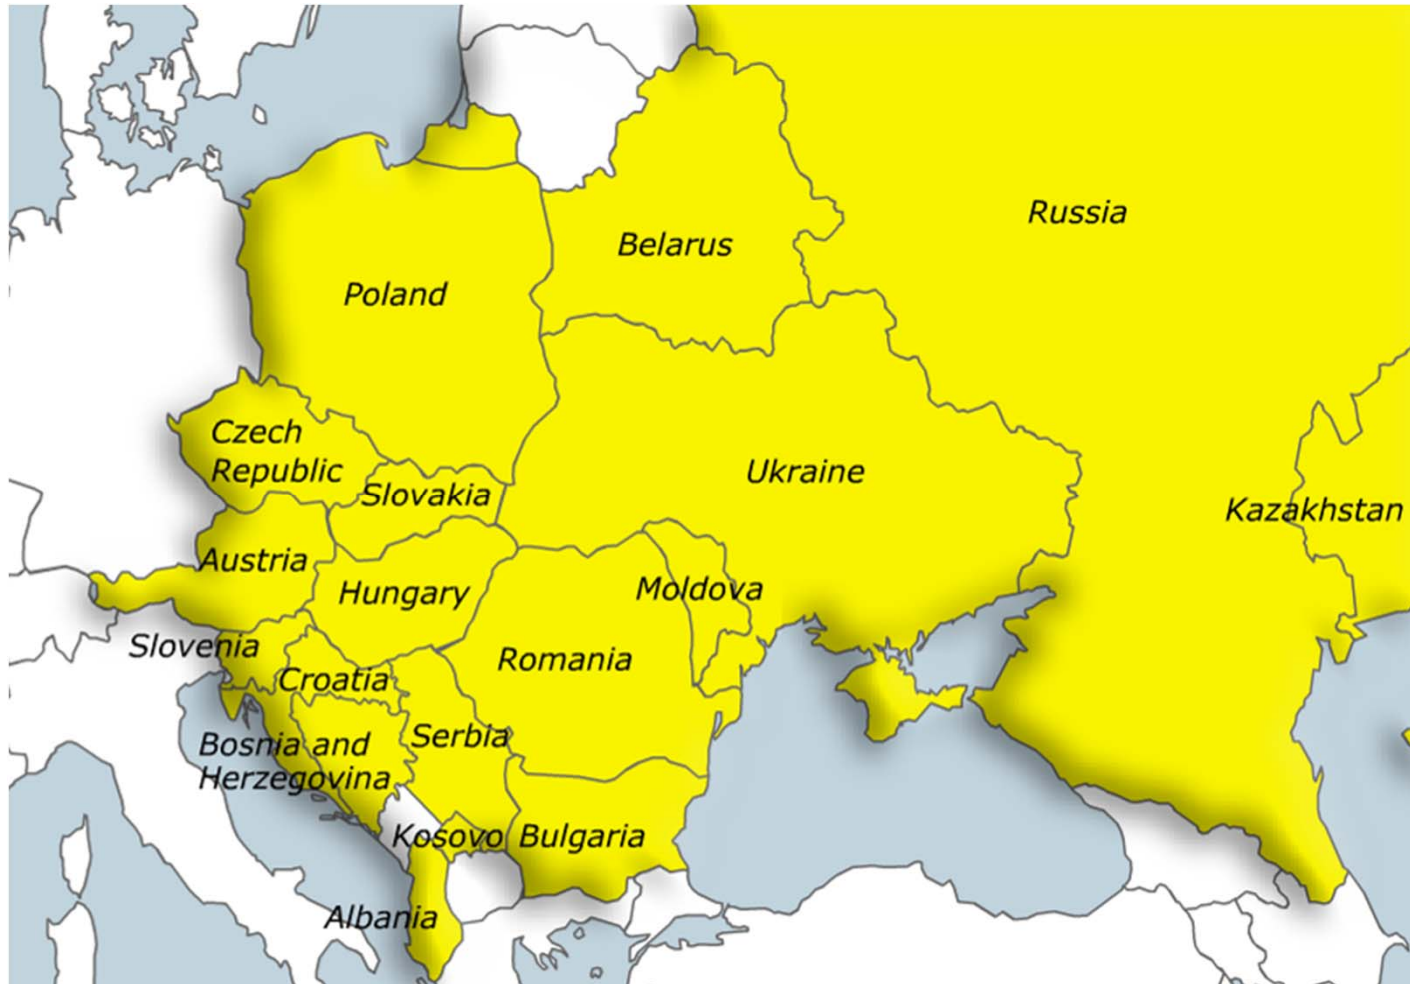 Russia
Belarus
Poland
Czech
Republic
Ukraine
Slovakia
Kazakhstan
Austria
Hungary
Moldova
Slovenia
Romania
Croatia
Serbia
Bosnia and
Herzegovina
Kosovo
Bulgaria
Albania